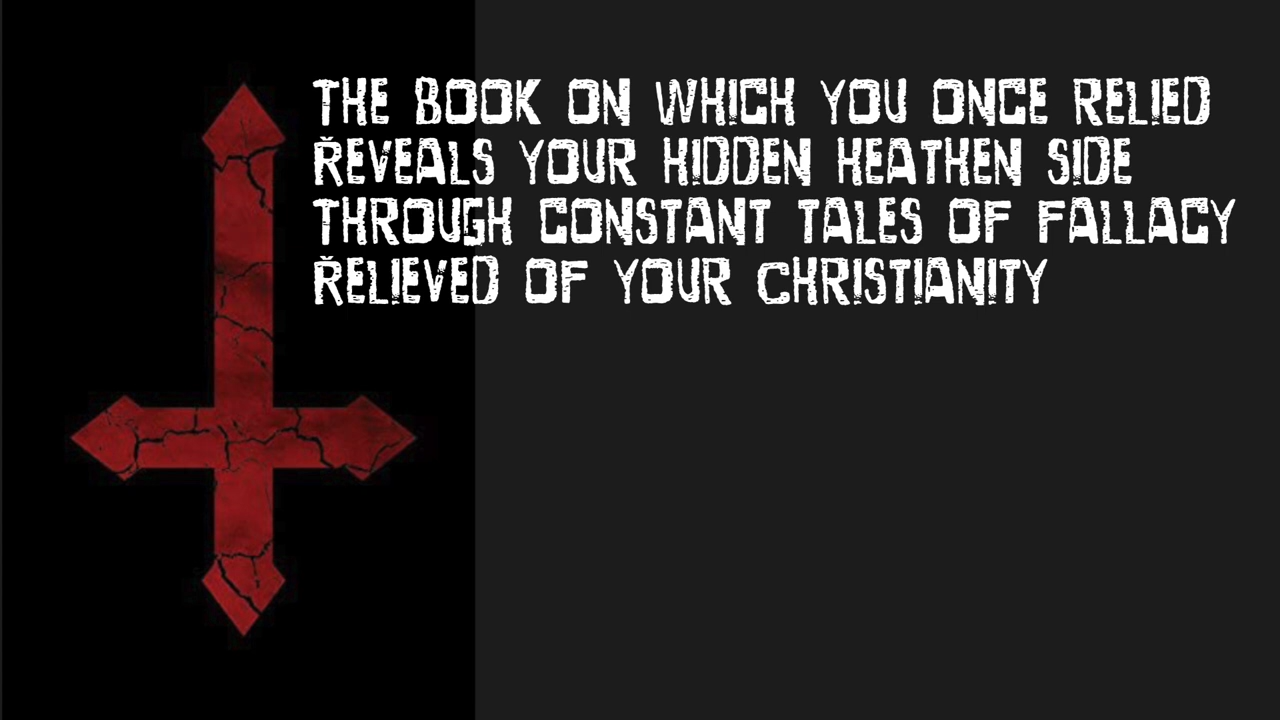 THE BOOK ON WHICH YOU ONCE RELIED
REVEALS YOUR HIDDEN HEATHEN SIDE
THROUGH CONSTANT TALES OF FALLACY
RELIEVED OF YOUR CHRISTIANITY